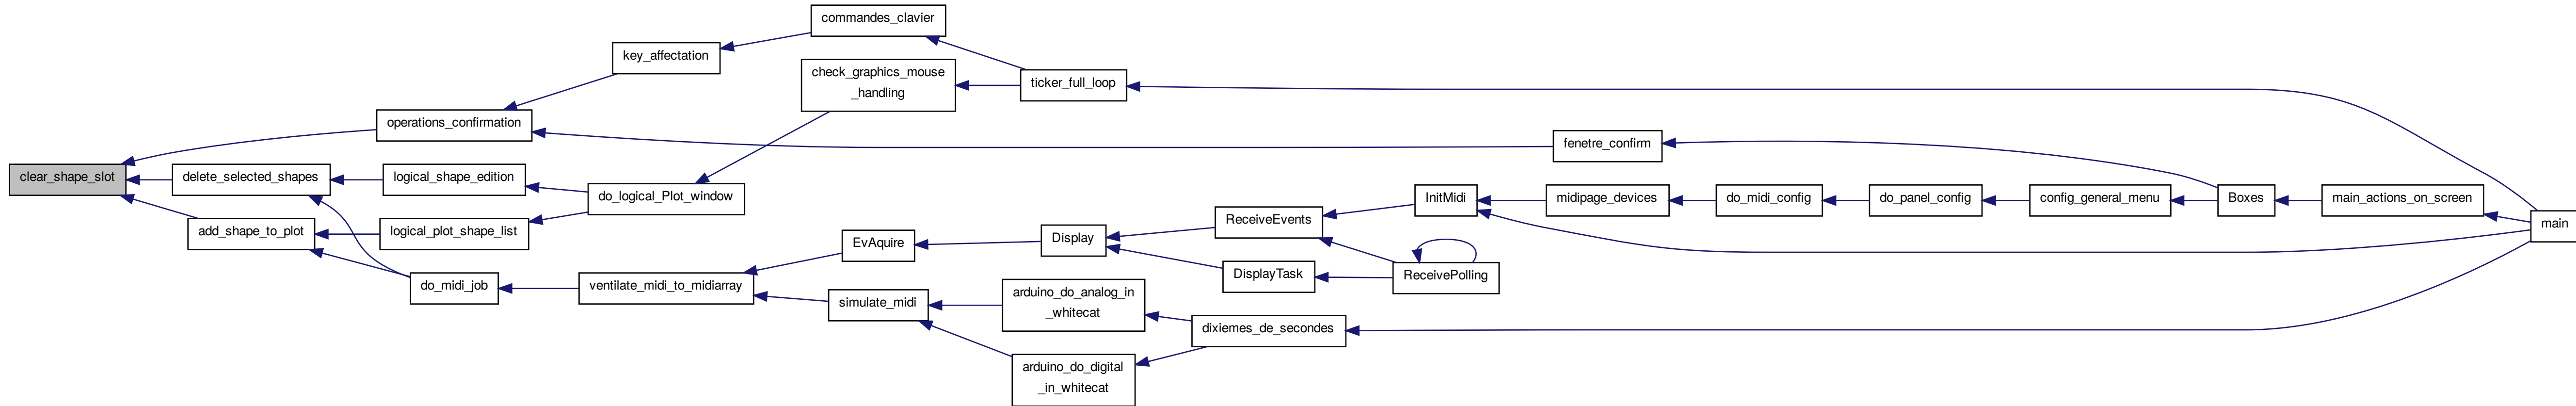 commandes_clavier
key_affectation
check_graphics_mouse
_handling
ticker_full_loop
operations_confirmation
fenetre_confirm
clear_shape_slot
delete_selected_shapes
logical_shape_edition
do_logical_Plot_window
InitMidi
midipage_devices
do_midi_config
do_panel_config
config_general_menu
Boxes
main_actions_on_screen
main
add_shape_to_plot
logical_plot_shape_list
ReceiveEvents
EvAquire
Display
DisplayTask
ReceivePolling
do_midi_job
ventilate_midi_to_midiarray
simulate_midi
arduino_do_analog_in
_whitecat
dixiemes_de_secondes
arduino_do_digital
_in_whitecat